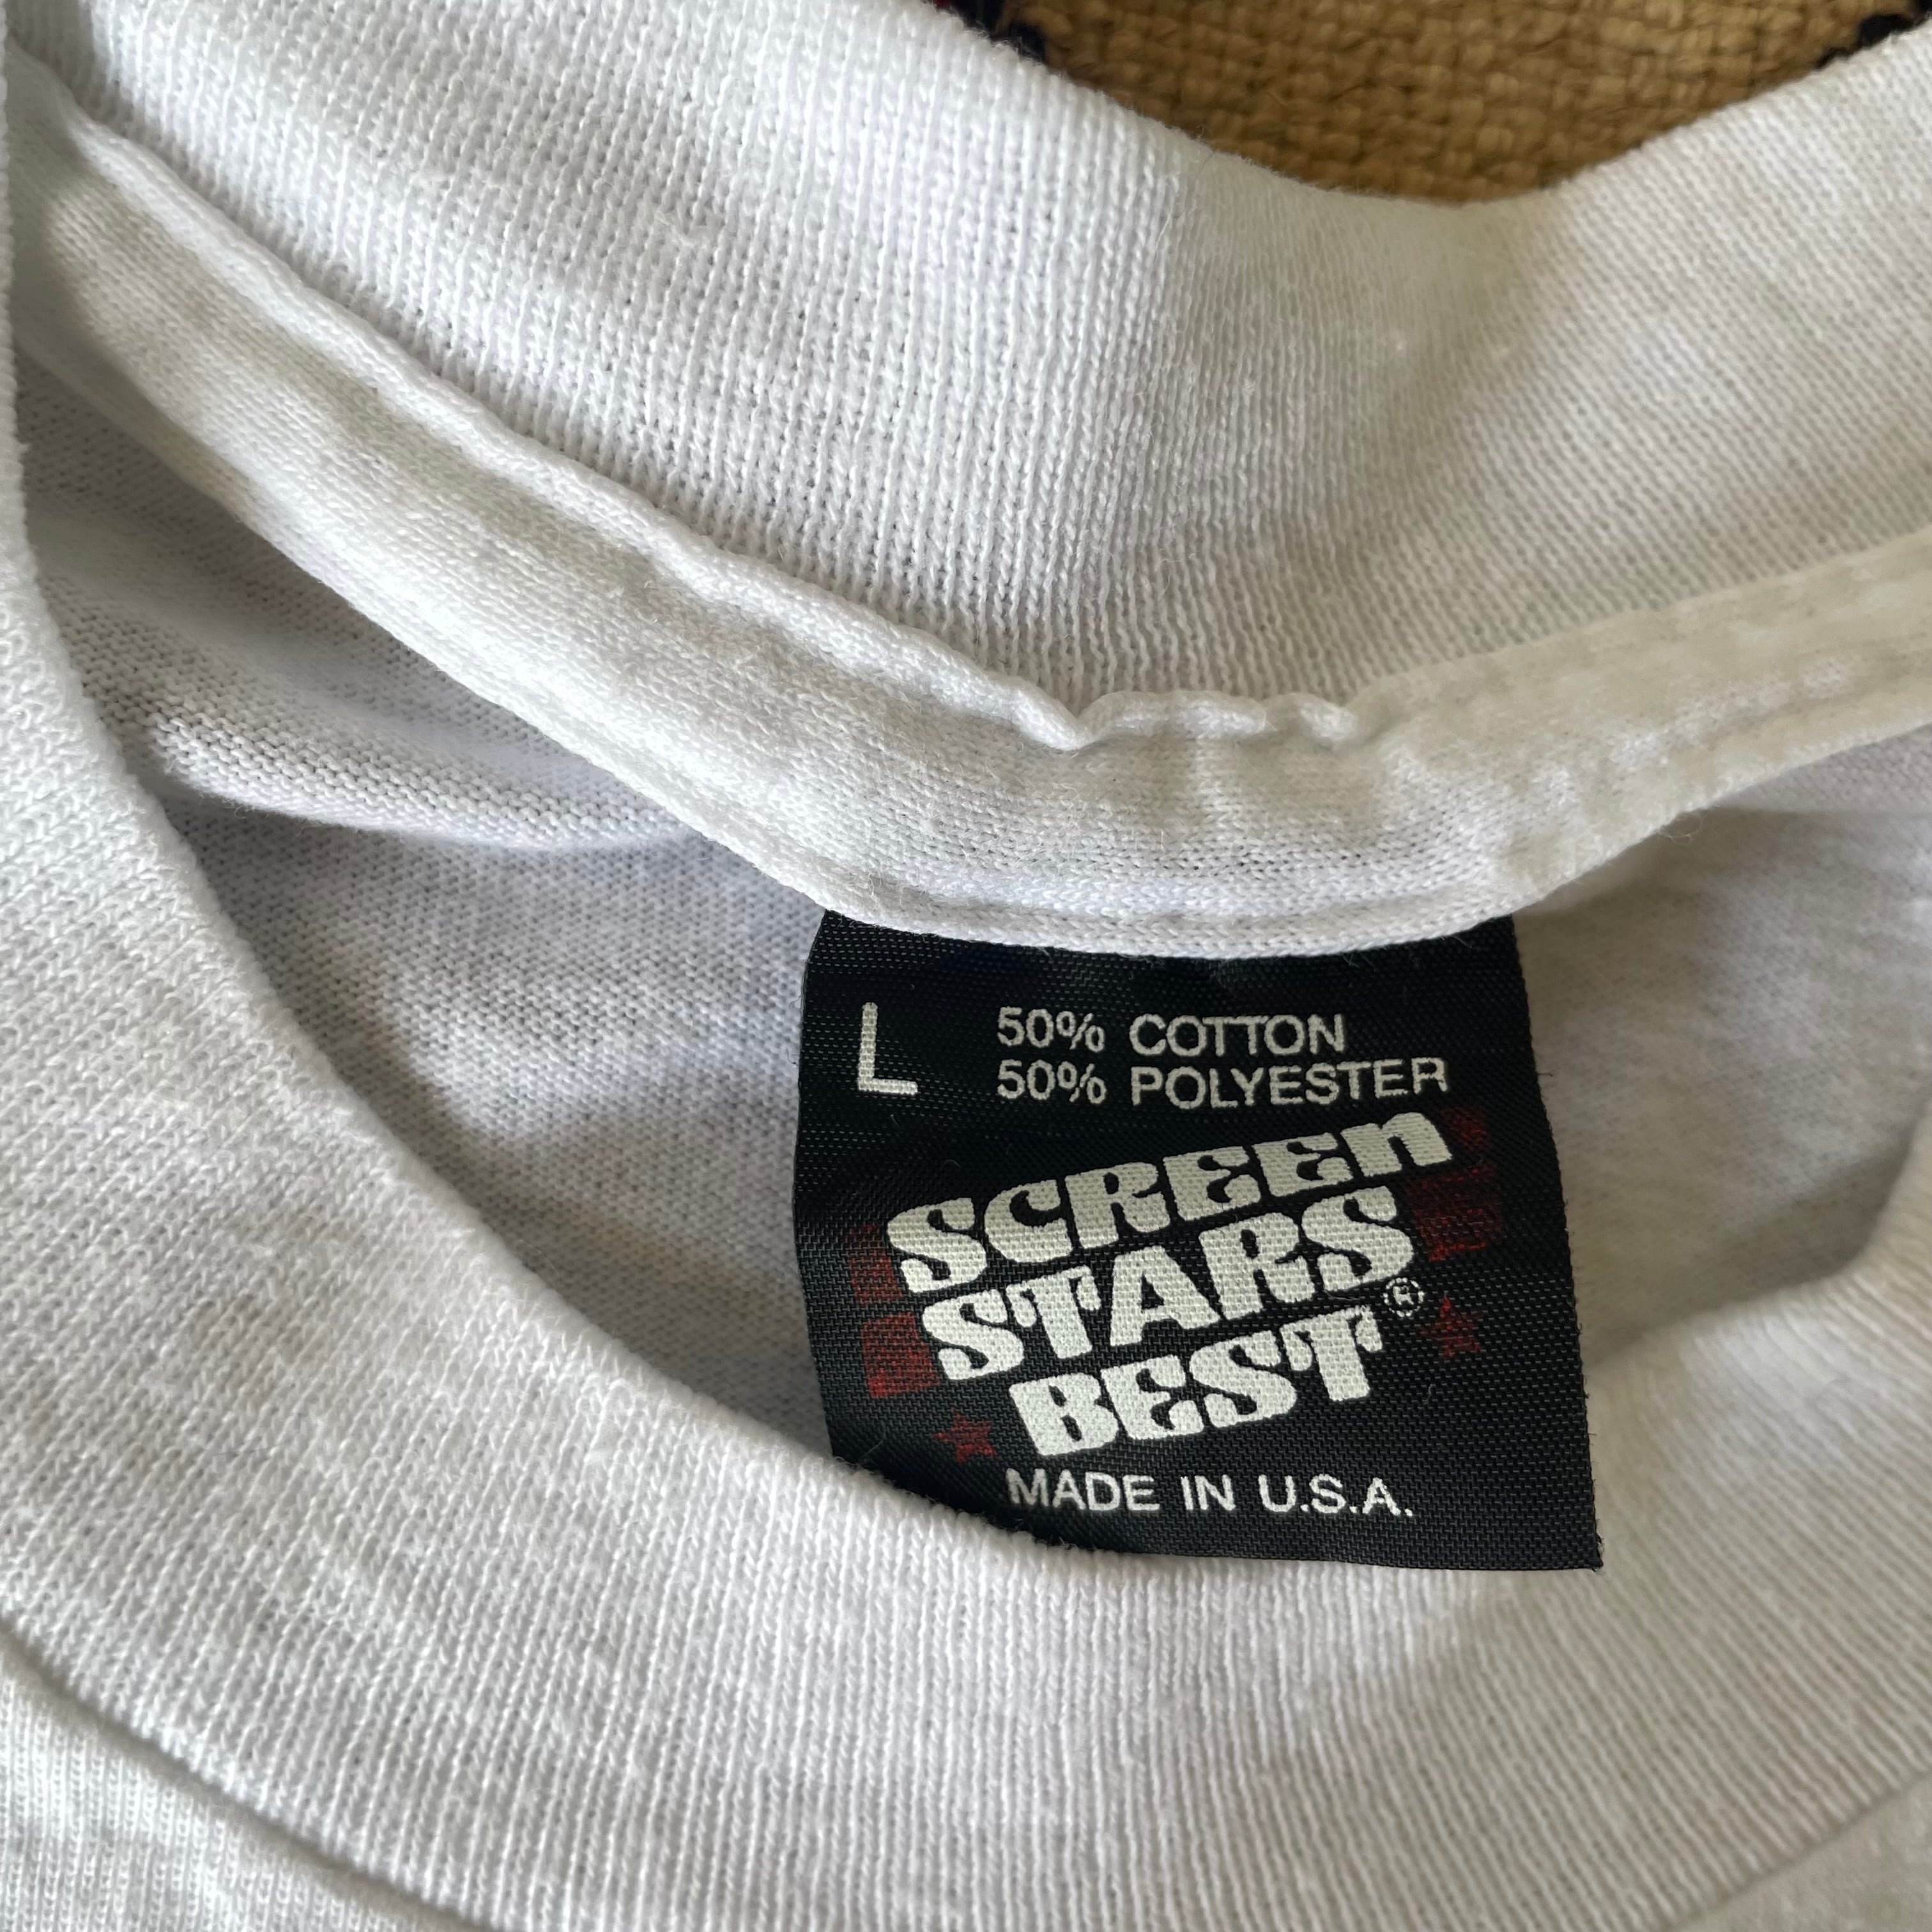 L 50% COTTON
50% POLYESTER
SCREEN
STARS
BEST®
MADE IN U.S.A.